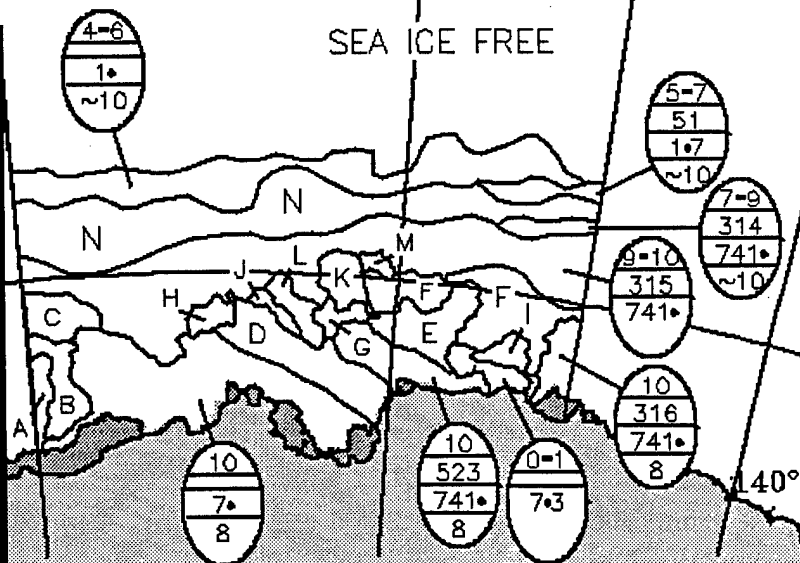 4-6
1•
~10
SEA ICE FREE
5-7
51
1•7
~10
7-9
314
741•
~10
9-10
315
741•
N
N
M
L
J
K
H
F
F
I
C
D
E
G
A
B
10
316
741•
8
10
7•
8
10
523
741•
8
0-1
7•3
140°